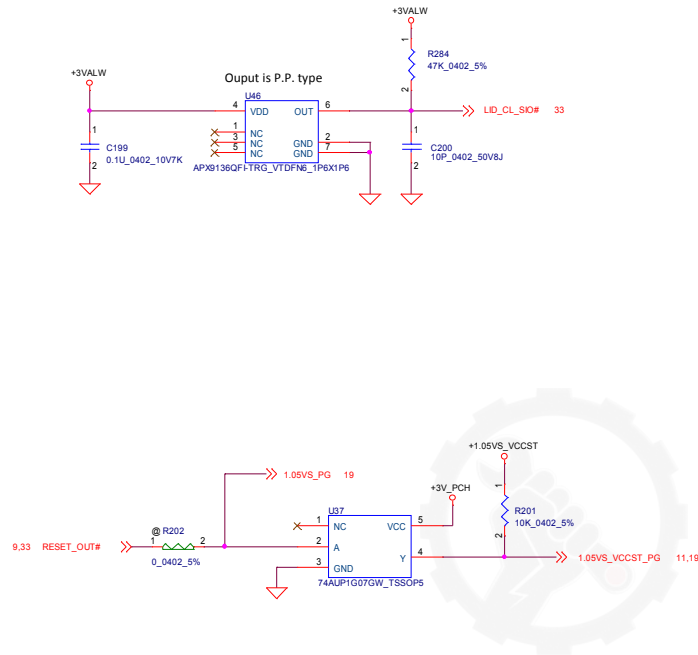 +3VALW
1
R284
47K_0402_5%
2
+3VALW
Ouput is P.P. type
U46
4 VDD OUT 6
LID_CL_SIO# 33
1 NC
3 NC GND 2
5 NC GND 7
1
C199
0.1U_0402_10V7K
2
1
C200
10P_0402_50V8J
2
APX9136QFI-TRG_VTDFN6_1P6X1P6
+1.05VS_VCCST
1.05VS_PG 19
+3V_PCH
1
R201
10K_0402_5%
2
U37
1 NC VCC 5
@ R202
9,33 RESET_OUT# 1 2
2 A
0_0402_5%
Y 4
1.05VS_VCCST_PG 11,19
3 GND
74AUP1G07GW_TSSOP5